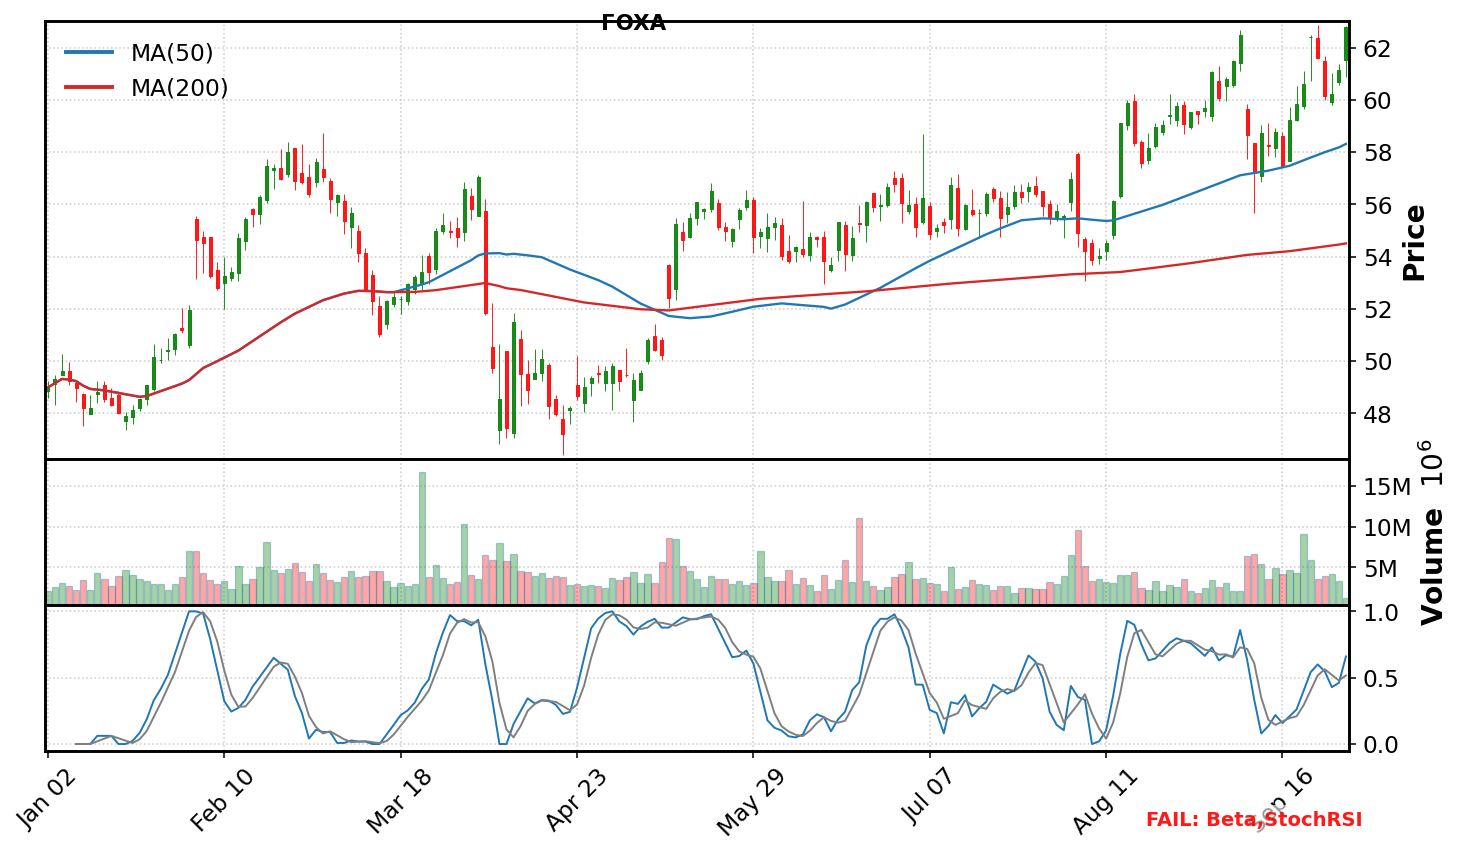 FOXA
MA(50)
MA(200)
62
60
58
56
54
52
50
48
Price
15M
10M
5M
Volume 10^6
1.0
0.5
0.0
Jan 02
Feb 10
Mar 18
Apr 23
May 29
Jul 07
Aug 11
Sep 16
FAIL: Beta,StochRSI